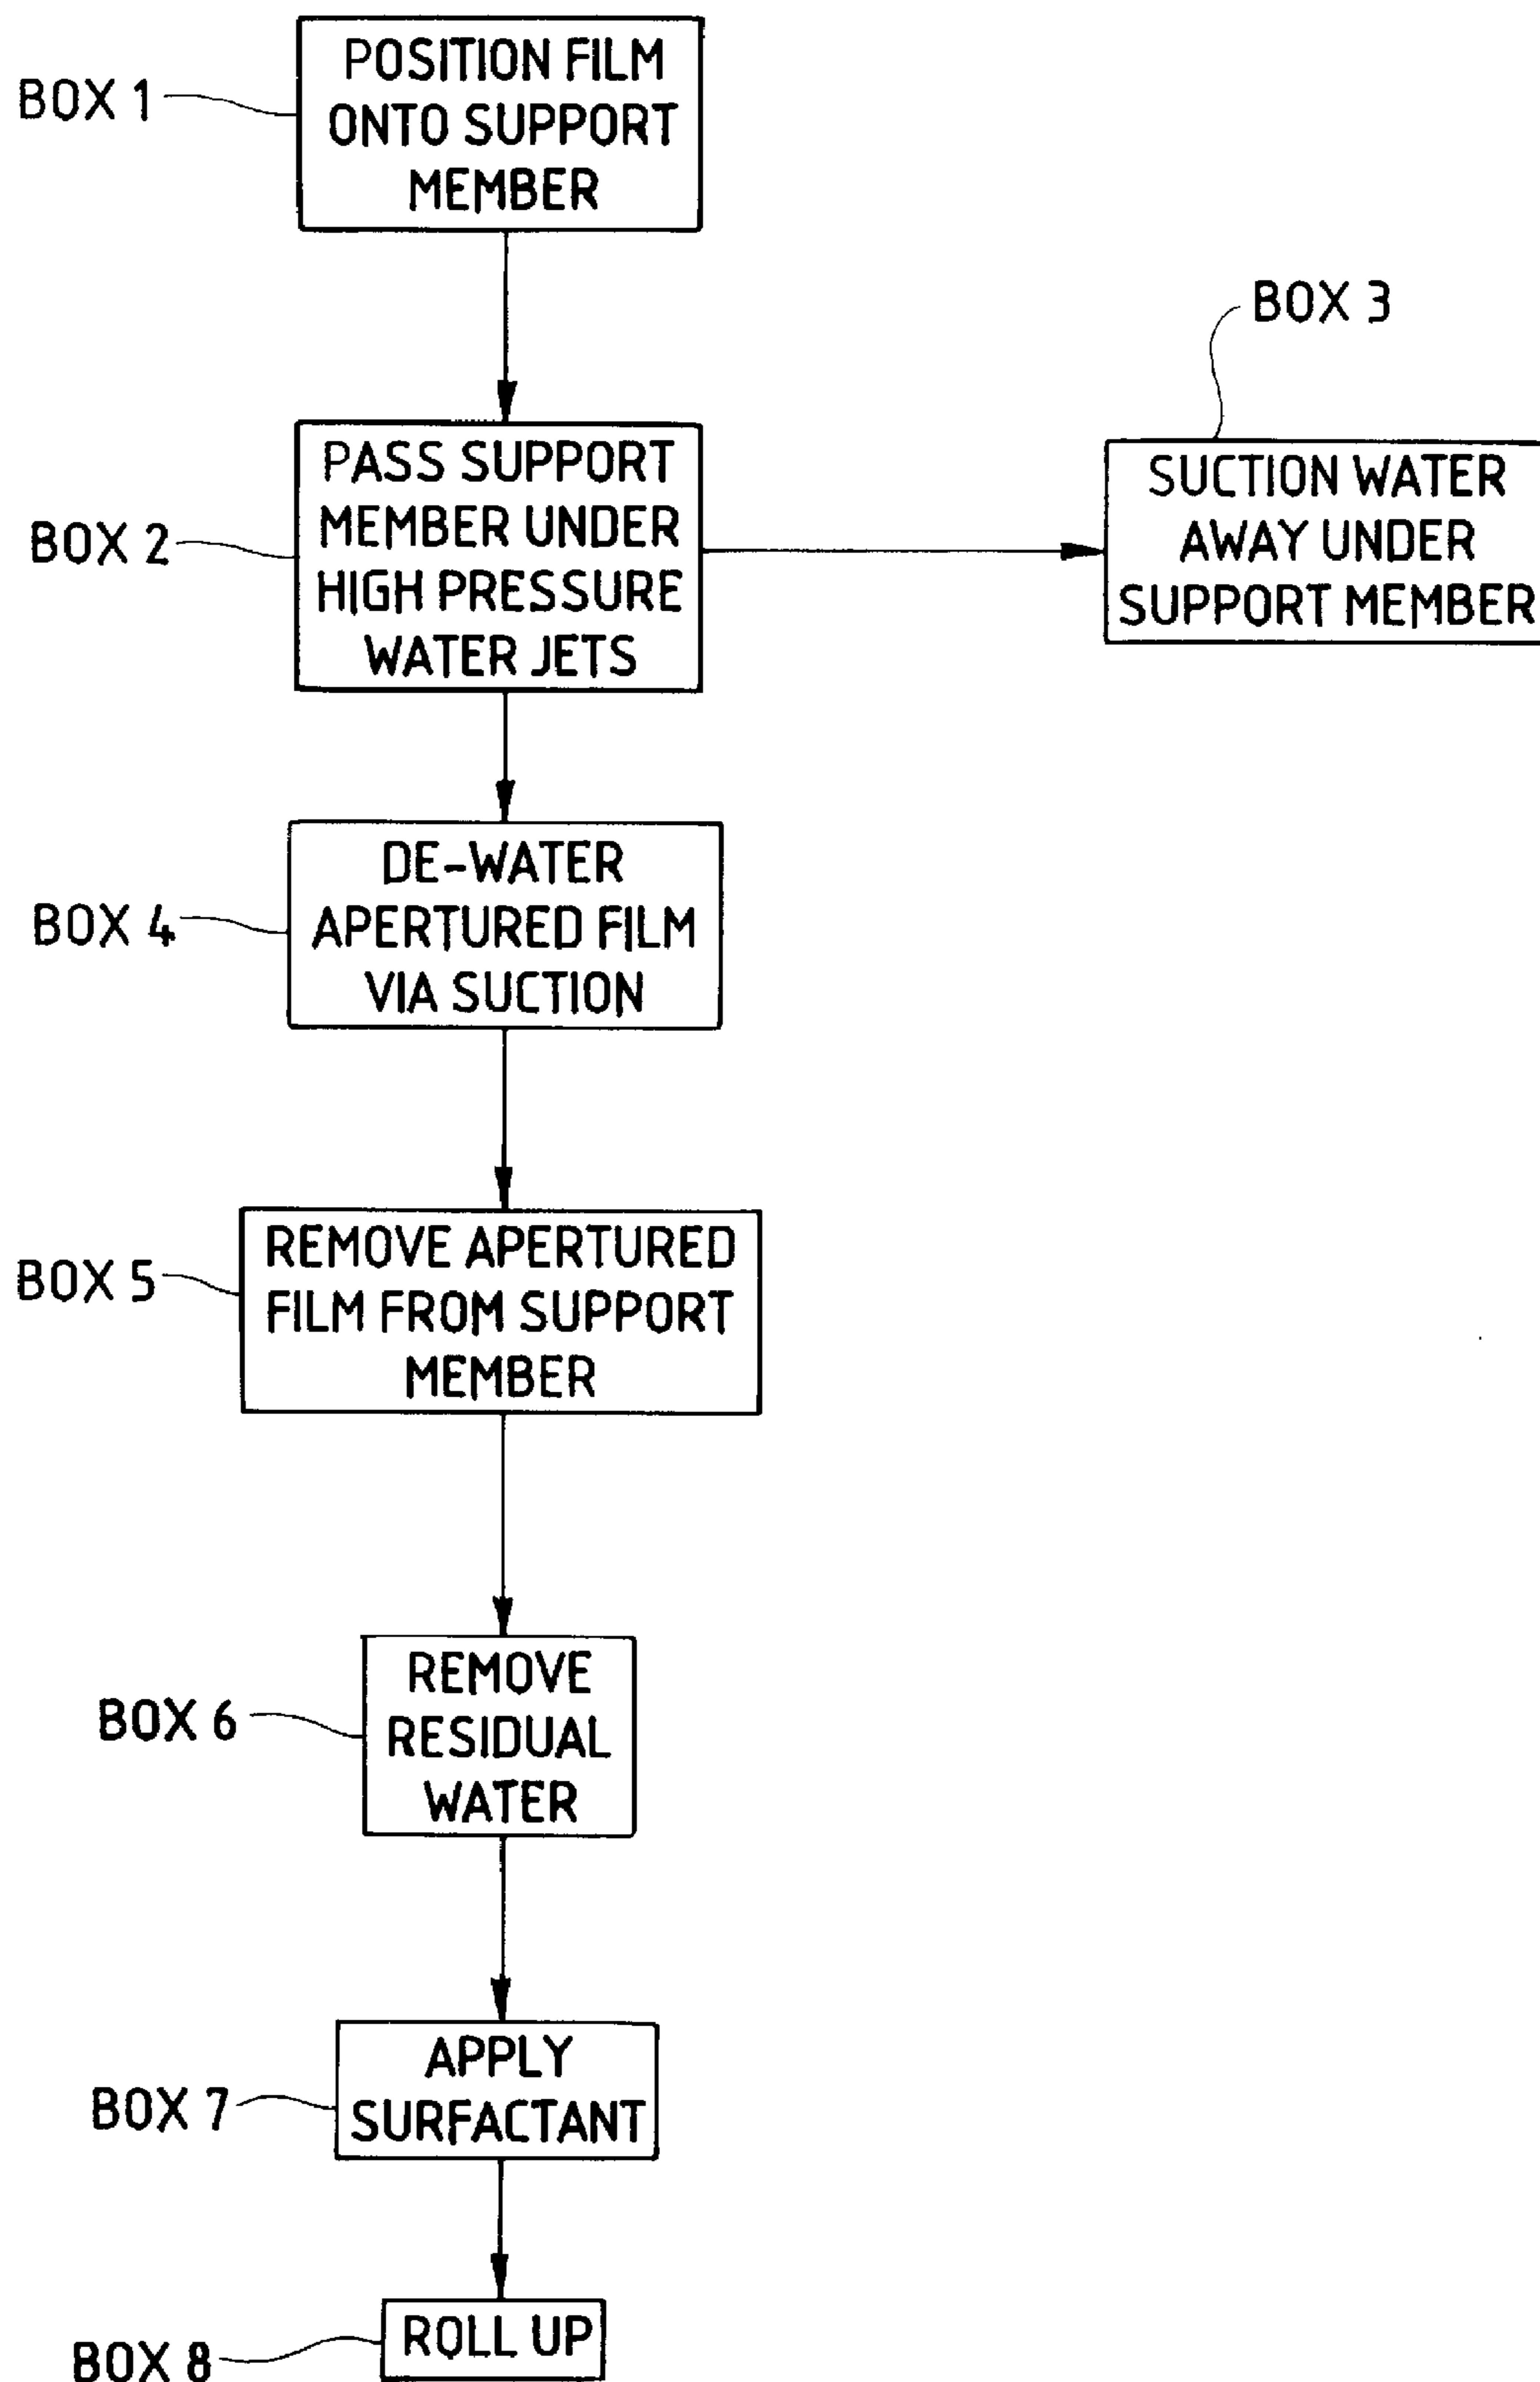 BOX 1
POSITION FILM
ONTO SUPPORT
MEMBER
BOX 2
PASS SUPPORT
MEMBER UNDER
HIGH PRESSURE
WATER JETS
BOX 3
SUCTION WATER
AWAY UNDER
SUPPORT MEMBER
BOX 4
DE-WATER
APERTURED FILM
VIA SUCTION
BOX 5
REMOVE APERTURED
FILM FROM SUPPORT
MEMBER
BOX 6
REMOVE
RESIDUAL
WATER
BOX 7
APPLY
SURFACTANT
BOX 8
ROLL UP